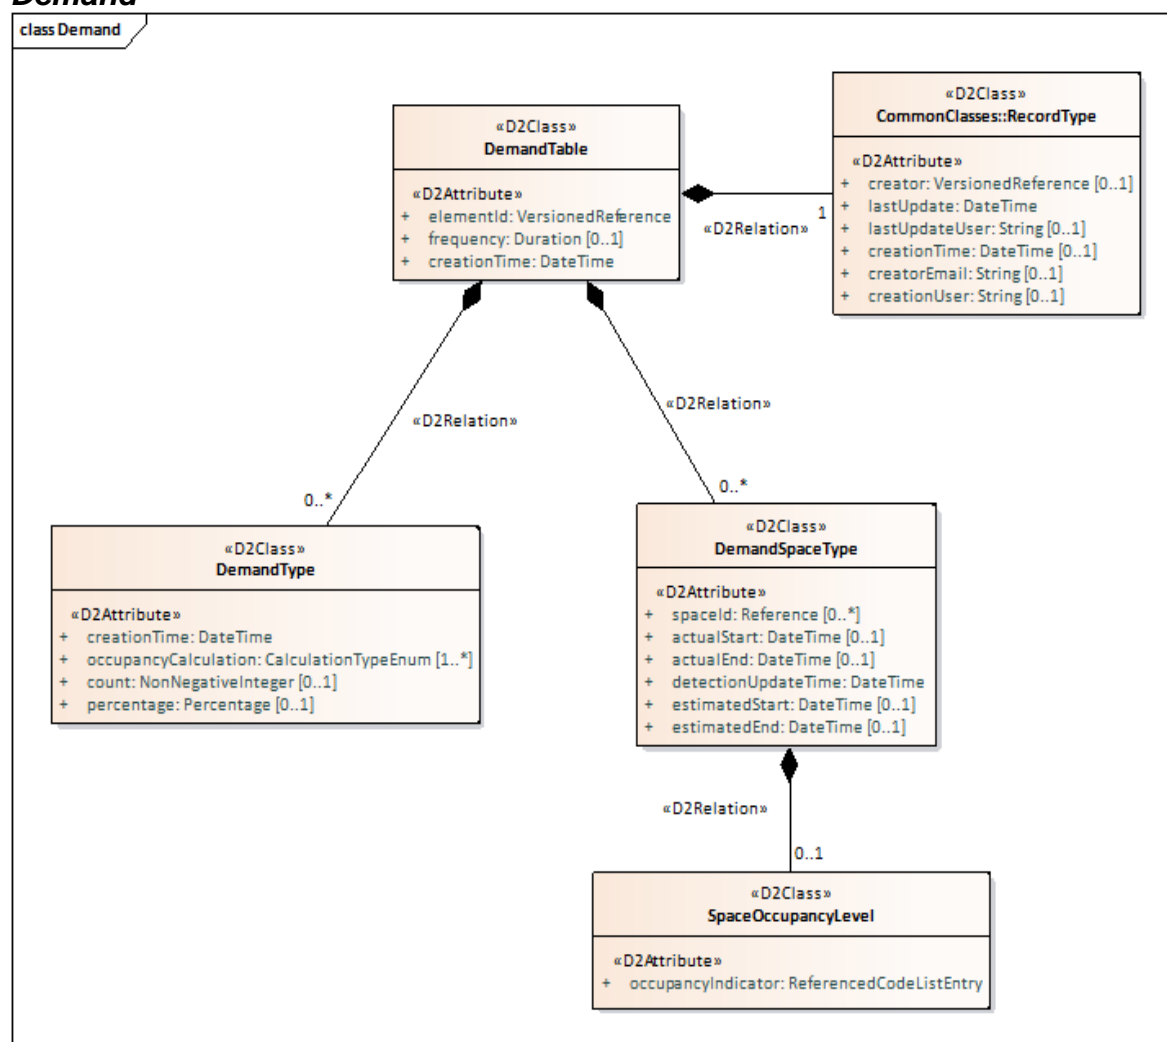 Demand
class Demand
«D2Class»
CommonClasses::RecordType
«D2Attribute»
+ creator: VersionedReference [0..1]
+ lastUpdate: DateTime
+ lastUpdateUser: String [0..1]
+ creationTime: DateTime [0..1]
+ creatorEmail: String [0..1]
+ creationUser: String [0..1]
«D2Class»
DemandTable
«D2Attribute»
+ elementId: VersionedReference
+ frequency: Duration [0..1]
+ creationTime: DateTime
1
«D2Relation»
«D2Relation»
«D2Relation»
0..*
0..*
«D2Class»
DemandType
«D2Attribute»
+ creationTime: DateTime
+ occupancyCalculation: CalculationTypeEnum [1..*]
+ count: NonNegativeInteger [0..1]
+ percentage: Percentage [0..1]
«D2Class»
DemandSpaceType
«D2Attribute»
+ spaceId: Reference [0..*]
+ actualStart: DateTime [0..1]
+ actualEnd: DateTime [0..1]
+ detectionUpdateTime: DateTime
+ estimatedStart: DateTime [0..1]
+ estimatedEnd: DateTime [0..1]
«D2Relation»
0..1
«D2Class»
SpaceOccupancyLevel
«D2Attribute»
+ occupancyIndicator: ReferencedCodeListEntry